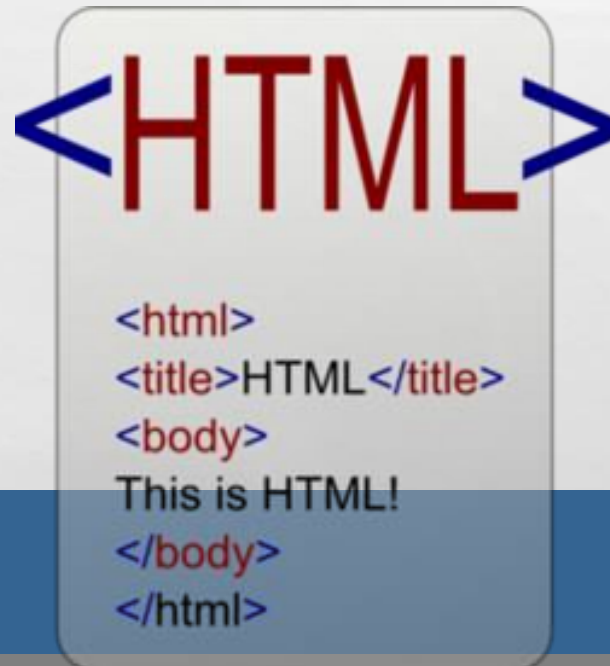 <HTML>
<html>
<title>HTML</title>
<body>
This is HTML!
</body>
</html>